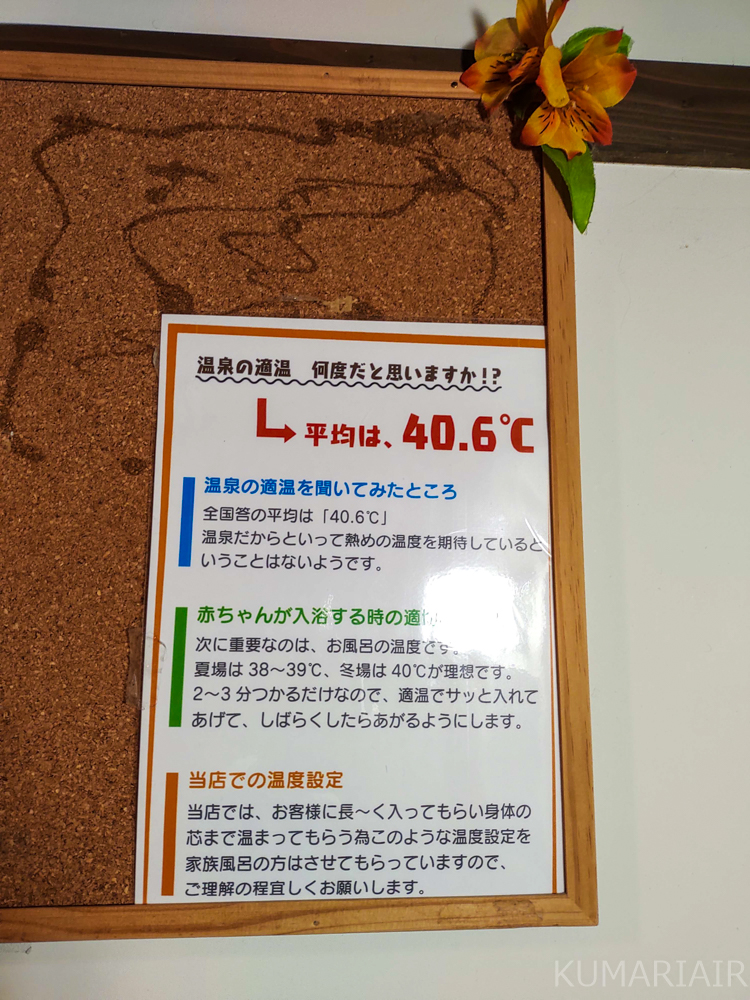 温泉の適温　何度だと思いますか!?
平均は、40.6℃
温泉の適温を聞いてみたところ
全国答の平均は「40.6℃」
温泉だからといって熱めの温度を期待していると
いうことはないようです。
赤ちゃんが入浴する時の適
次に重要なのは、お風呂の温度です。
夏場は38〜39℃、冬場は40℃が理想です。
2〜3分つかるだけなので、適温でサッと入れて
あげて、しばらくしたらあがるようにします。
当店での温度設定
当店では、お客様に長〜く入ってもらい身体の
芯まで温まってもらう為このような温度設定を
家族風呂の方はさせてもらっていますので、
ご理解の程宜しくお願いします。
KUMARIAIR